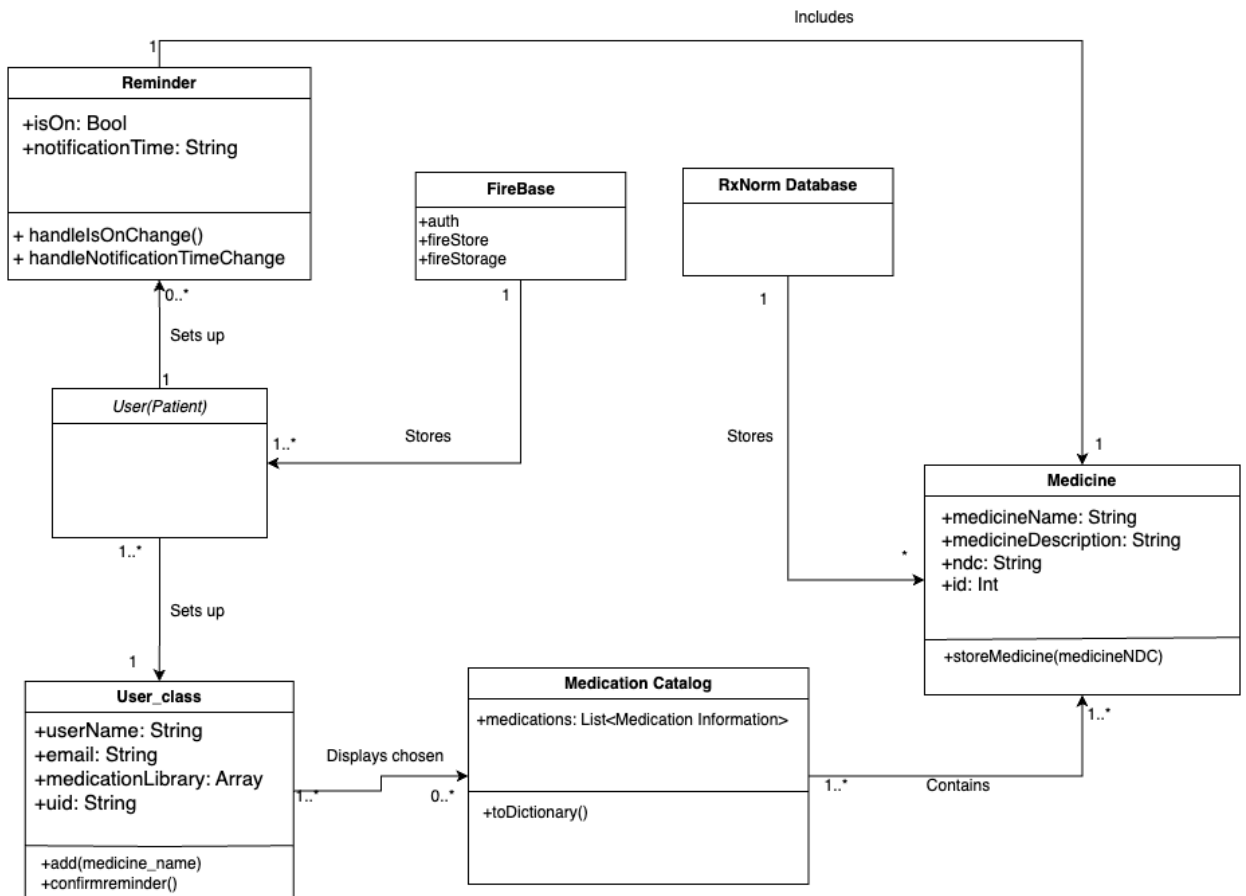 Includes
1
Reminder
+isOn: Bool
+notificationTime: String
+ handleIsOnChange()
+ handleNotificationTimeChange
0..*
Sets up
1
FireBase
+auth
+fireStore
+fireStorage
1
RxNorm Database
1
User(Patient)
1..*
Stores
Stores
1
Medicine
+medicineName: String
+medicineDescription: String
+ndc: String
+id: Int
+storeMedicine(medicineNDC)
*
1..*
Sets up
1
User_class
+userName: String
+email: String
+medicationLibrary: Array
+uid: String
+add(medicine_name)
+confirmreminder()
Displays chosen
1..*
0..*
Medication Catalog
+medications: List<Medication Information>
+toDictionary()
1..*
Contains
1..*